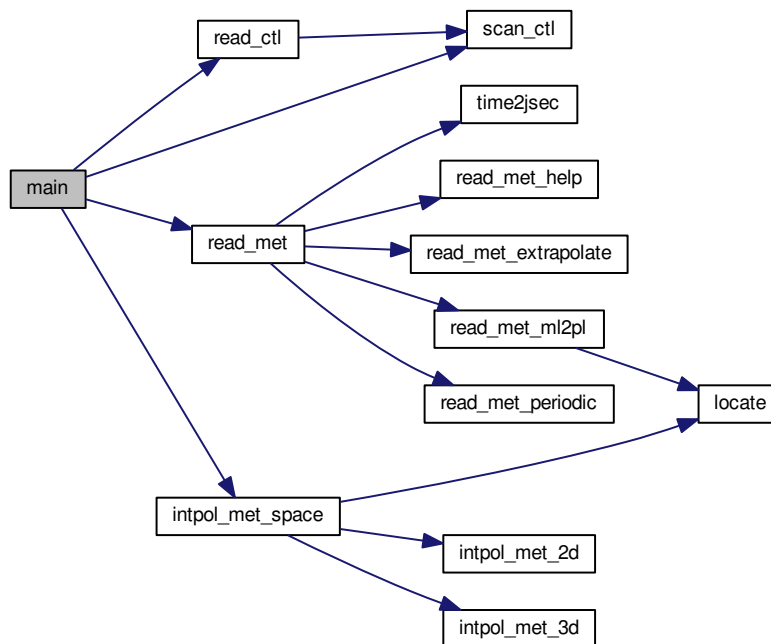 scan_ctl
read_ctl
time2jsec
read_met_help
main
read_met
read_met_extrapolate
read_met_ml2pl
read_met_periodic
locate
intpol_met_space
intpol_met_2d
intpol_met_3d